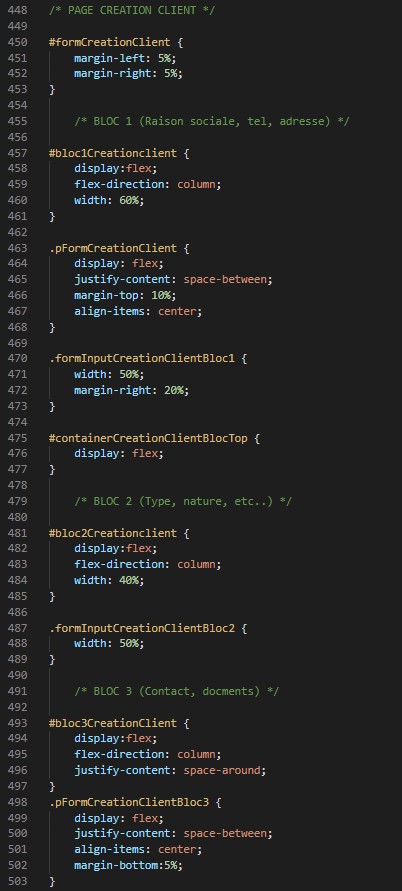 448 /* PAGE CREATION CLIENT */
449
450 #formCreationClient {
451     margin-left: 5%;
452     margin-right: 5%;
453 }
454
455     /* BLOC 1 (Raison sociale, tel, adresse) */
456
457 #bloc1Creationclient {
458     display:flex;
459     flex-direction: column;
460     width: 60%;
461 }
462
463 .pFormCreationClient {
464     display: flex;
465     justify-content: space-between;
466     margin-top: 10%;
467     align-items: center;
468 }
469
470 .formInputCreationClientBloc1 {
471     width: 50%;
472     margin-right: 20%;
473 }
474
475 #containerCreationClientBlocTop {
476     display: flex;
477 }
478
479     /* BLOC 2 (Type, nature, etc..) */
480
481 #bloc2Creationclient {
482     display:flex;
483     flex-direction: column;
484     width: 40%;
485 }
486
487 .formInputCreationClientBloc2 {
488     width: 50%;
489 }
490
491     /* BLOC 3 (Contact, docments) */
492
493 #bloc3CreationClient {
494     display:flex;
495     flex-direction: column;
496     justify-content: space-around;
497 }
498 .pFormCreationClientBloc3 {
499     display: flex;
500     justify-content: space-between;
501     align-items: center;
502     margin-bottom:5%;
503 }